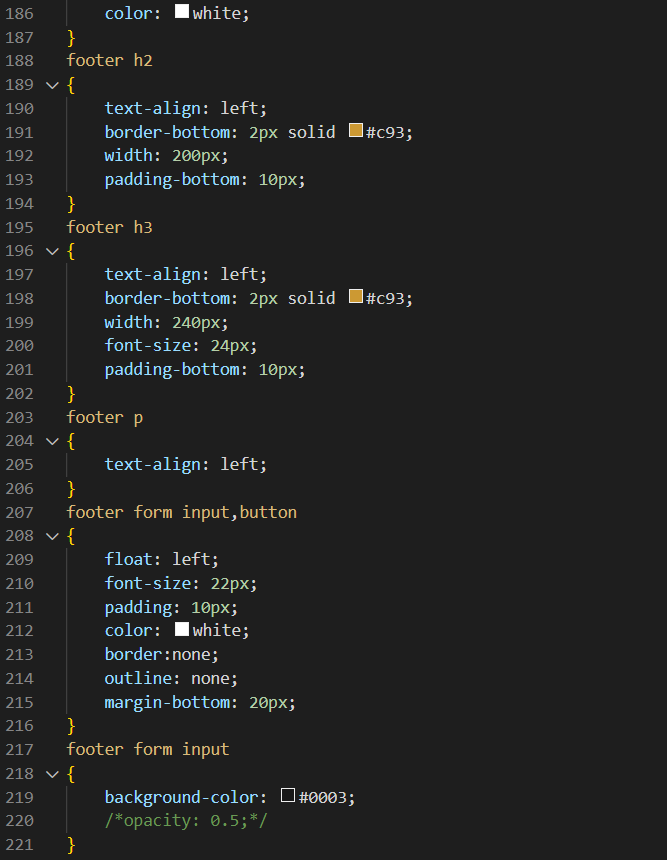 186 color: white;
187 }
188 footer h2
189 {
190 text-align: left;
191 border-bottom: 2px solid #c93;
192 width: 200px;
193 padding-bottom: 10px;
194 }
195 footer h3
196 {
197 text-align: left;
198 border-bottom: 2px solid #c93;
199 width: 240px;
200 font-size: 24px;
201 padding-bottom: 10px;
202 }
203 footer p
204 {
205 text-align: left;
206 }
207 footer form input,button
208 {
209 float: left;
210 font-size: 22px;
211 padding: 10px;
212 color: white;
213 border:none;
214 outline: none;
215 margin-bottom: 20px;
216 }
217 footer form input
218 {
219 background-color: #0003;
220 /*opacity: 0.5;*/
221 }